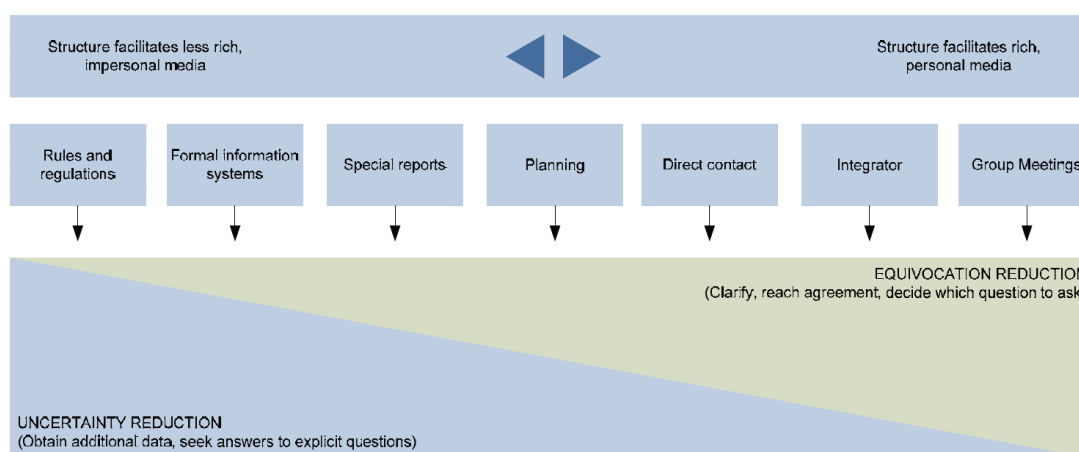 Structure facilitates less rich,
impersonal media
Structure facilitates rich,
personal media
Rules and
regulations
Formal information
systems
Special reports
Planning
Direct contact
Integrator
Group Meetings
EQUIVOCATION REDUCTION
(Clarify, reach agreement, decide which question to ask
UNCERTAINTY REDUCTION
(Obtain additional data, seek answers to explicit questions)